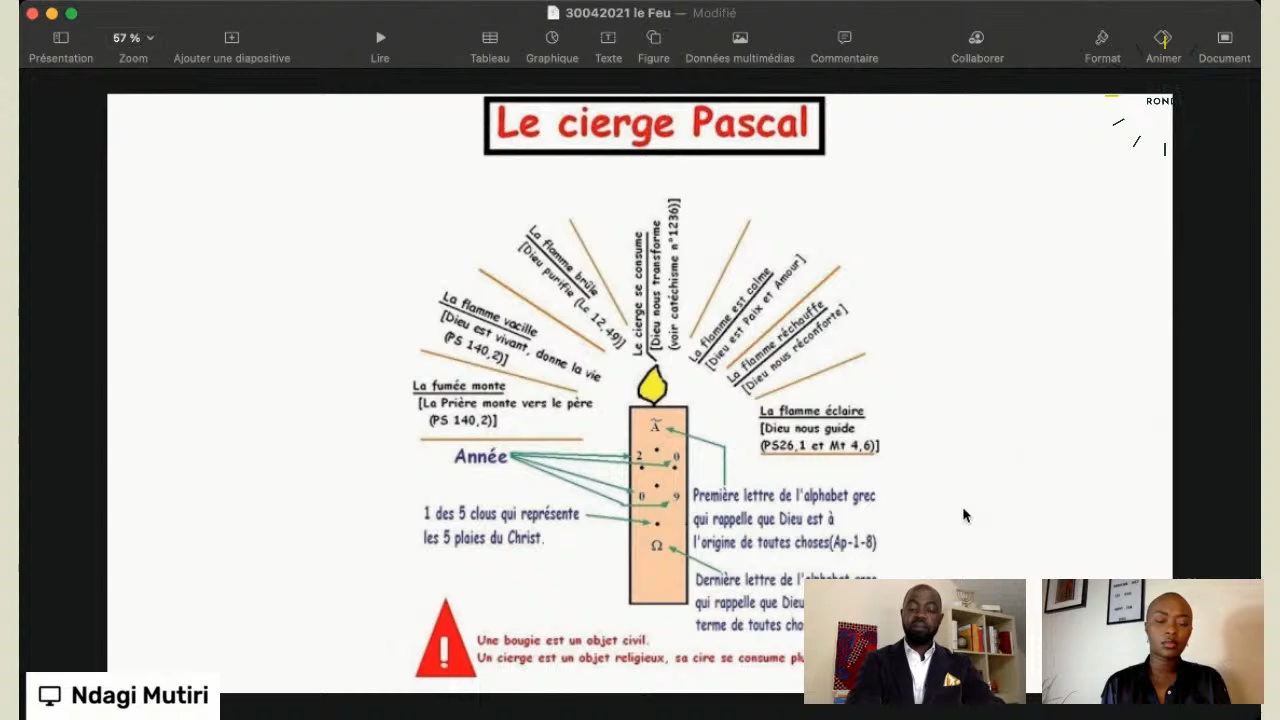 30042021 le Feu — Modifié
Présentation
57 %
Zoom
Ajouter une diapositive
Lire
Tableau
Graphique
Texte
Figure
Données multimédias
Commentaire
Collaborer
Format
Animer
Document
Le cierge Pascal
La fumée monte
[La Prière monte vers le père
(PS 140,2)]
La flamme vacille
[Dieu est vivant, donne la vie
(PS 140,2)]
La flamme brûle
[Dieu purifie (Lc 12,49)]
Le cierge se consume
[Dieu nous transforme
(voir catéchisme n°1236)]
La flamme est calme
[Dieu est Paix et Amour]
La flamme réchauffe
[Dieu nous réconforte]
La flamme éclaire
[Dieu nous guide
(PS26,1 et Mt 4,6)]
Année
2 0
0 9
Ω
1 des 5 clous qui représente
les 5 plaies du Christ.
Première lettre de l'alphabet grec
qui rappelle que Dieu est à
l'origine de toutes choses(Ap-1-8)
Dernière lettre de l'alphabet grec
qui rappelle que Dieu
terme de toutes cho
Une bougie est un objet civil.
Un cierge est un objet religieux, sa cire se consume
Ndagi Mutiri